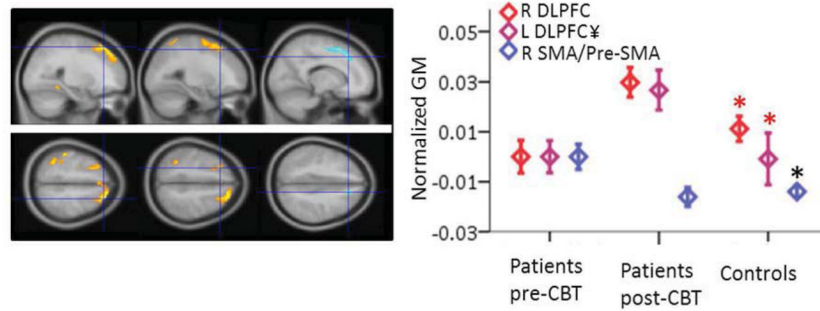 R DLPFC
L DLPFC¥
R SMA/Pre-SMA
Normalized GM
0.05
0.03
0.01
-0.01
-0.03
* * *
Patients pre-CBT
Patients post-CBT
Controls